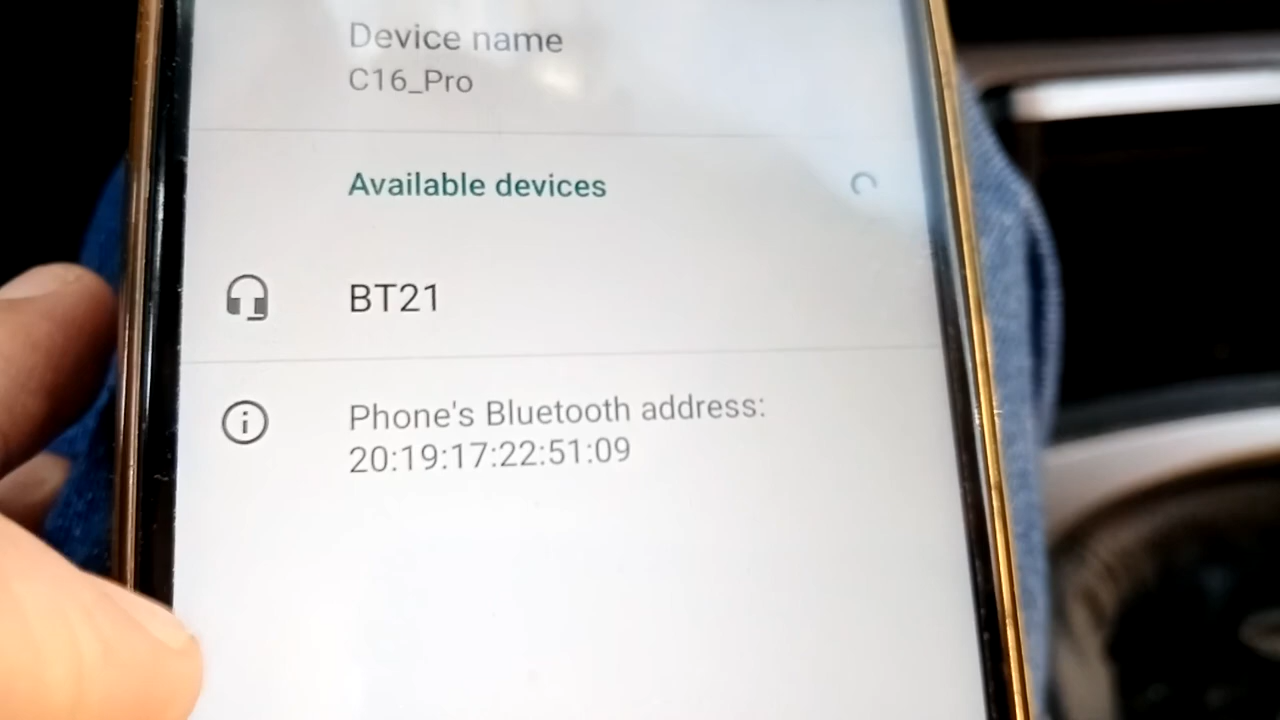 Device name
C16_Pro
Available devices
BT21
Phone's Bluetooth address:
20:19:17:22:51:09